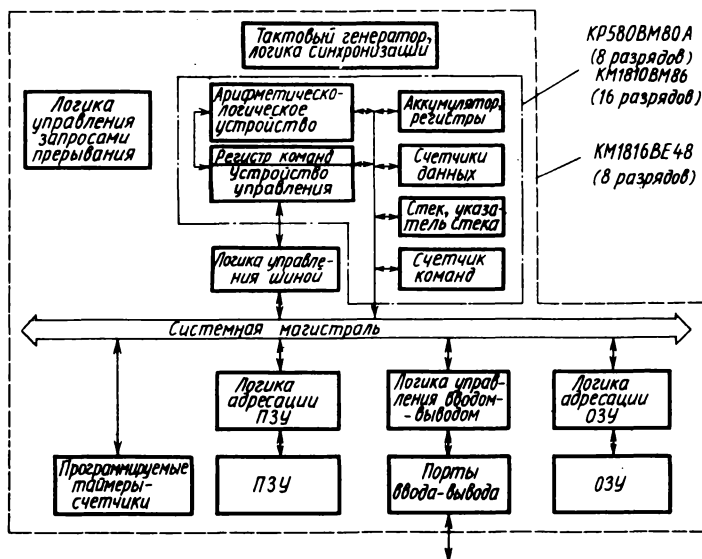 Тактовый генератор,
логика синхронизации
КР580ВМ80А
(8 разрядов)
КМ1810ВМ86
(16 разрядов)
КМ1816ВЕ48
(8 разрядов)
Логика
управления
запросами
прерывания
Арифметическо-
логическое
устройство
Регистр команд
Устройство
управления
Аккумулятор,
регистры
Счетчики
данных
Стек, указа-
тель стека
Счетчик
команд
Логика управле-
ния шиной
Системная магистраль
Логика
адресации
ПЗУ
Логика управ-
ления вводом-
-выводом
Логика
адресации
ОЗУ
Программируемые
таймеры-
счетчики
ПЗУ
Порты
ввода-вывода
ОЗУ